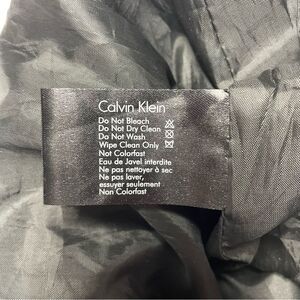 Calvin Klein
Do Not Bleach
Do Not Dry Clean
Do Not Wash
Wipe Clean Only
Not Colorfast
Eau de Javel interdite
Ne pas nettoyer à sec
Ne pas laver,
essuyer seulement
Non Colorfast